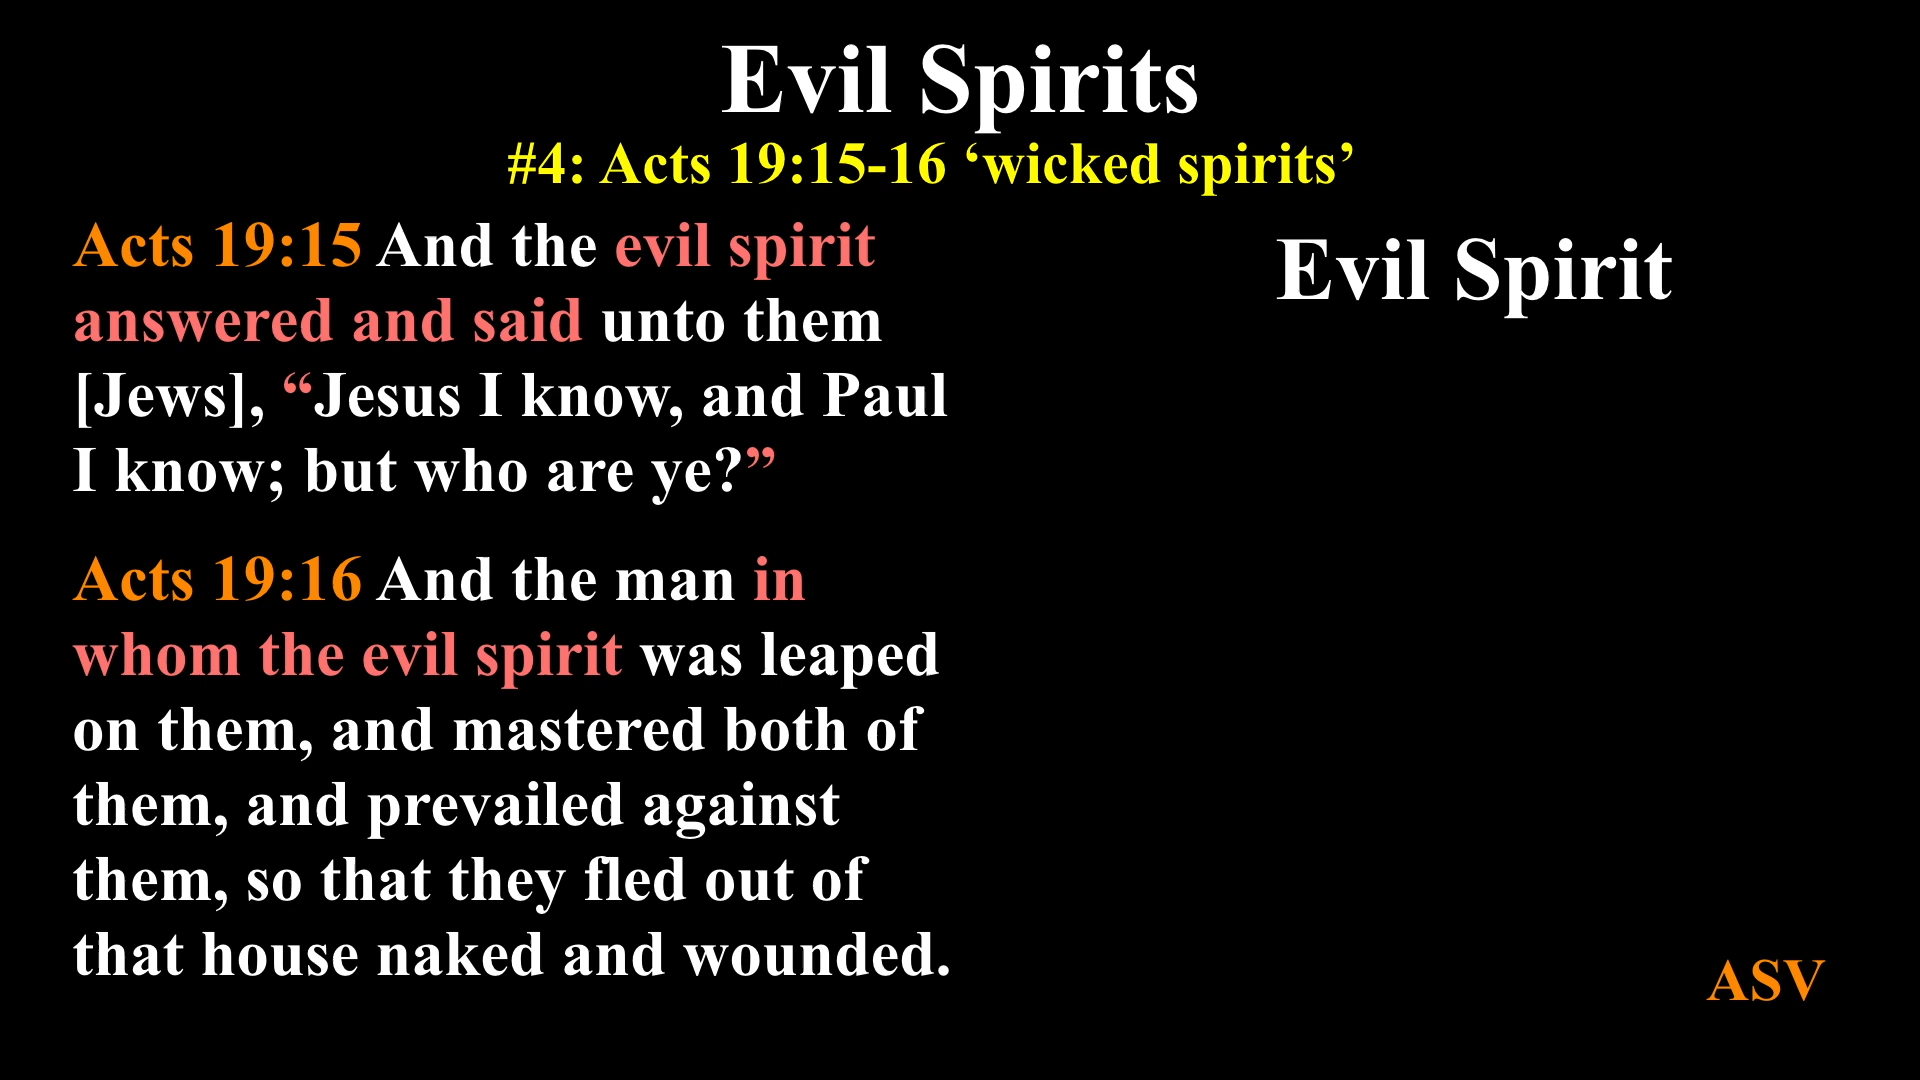 Evil Spirits
#4: Acts 19:15-16 ‘wicked spirits’
Acts 19:15 And the evil spirit
answered and said unto them
[Jews], “Jesus I know, and Paul
I know; but who are ye?”
Acts 19:16 And the man in
whom the evil spirit was leaped
on them, and mastered both of
them, and prevailed against
them, so that they fled out of
that house naked and wounded.
Evil Spirit
ASV